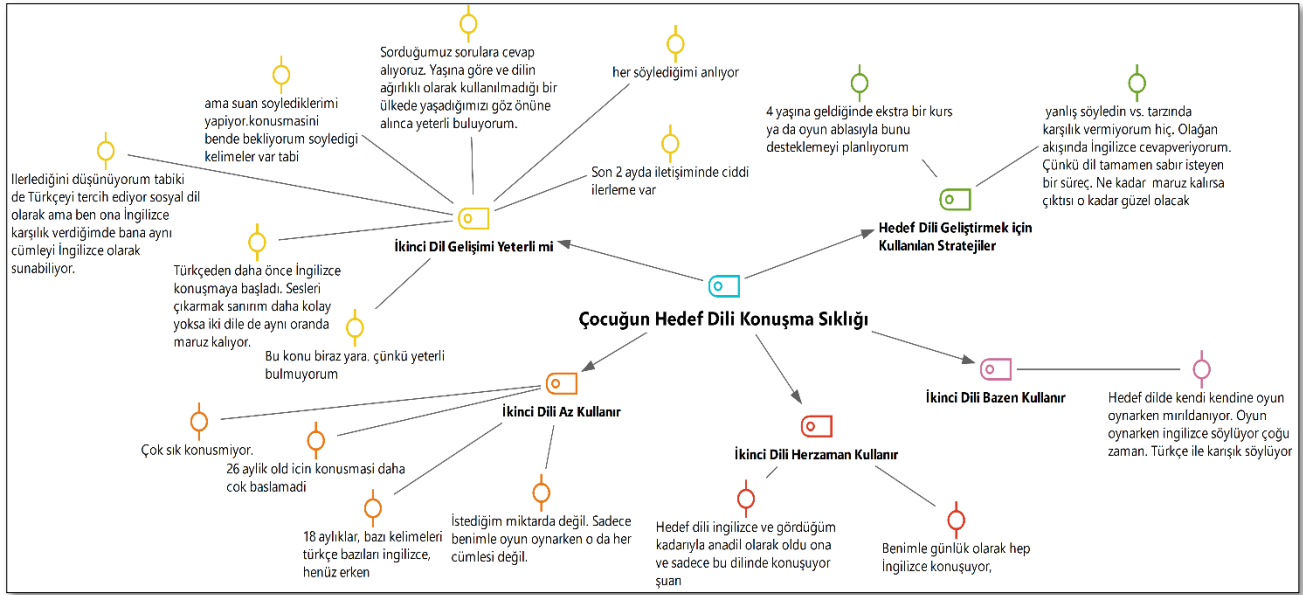 Sorduğumuz sorulara cevap
alıyoruz. Yaşına göre ve dilin
ağırlıklı olarak kullanılmadığı bir
ülkede yaşadığımızı göz önüne
alınca yeterli buluyorum.
her söylediğimi anlıyor
ama suan soylediklerimi
yapiyor.konusmasini
bende bekliyorum soyledigi
kelimeler var tabi
4 yaşına geldiğinde ekstra bir kurs
ya da oyun ablasıyla bunu
desteklemeyi planlıyorum
yanlış söyledin vs. tarzında
karşılık vermiyorum hiç. Olağan
akışında İngilizce cevapveriyorum.
Çünkü dil tamamen sabır isteyen
bir süreç. Ne kadar maruz kalırsa
çıktısı o kadar güzel olacak
Ilerlediğini düşünüyorum tabiki
de Türkçeyi tercih ediyor sosyal dil
olarak ama ben ona İngilizce
karşılık verdiğimde bana aynı
cümleyi İngilizce olarak
sunabiliyor.
Son 2 ayda iletişiminde ciddi
ilerleme var
İkinci Dil Gelişimi Yeterli mi
Hedef Dili Geliştirmek için
Kullanılan Stratejiler
Türkçeden daha önce İngilizce
konuşmaya başladı. Sesleri
çıkarmak sanırım daha kolay
yoksa iki dile de aynı oranda
maruz kalıyor.
Çocuğun Hedef Dili Konuşma Sıklığı
Bu konu biraz yara. çünkü yeterli
bulmuyorum
İkinci Dili Az Kullanır
İkinci Dili Bazen Kullanır
Hedef dilde kendi kendine oyun
oynarken mırıldanıyor. Oyun
oynarken ingilizce söylüyor çoğu
zaman. Türkçe ile karışık söylüyor
Çok sık konusmiyor.
26 aylik old için konusmasi daha
cok baslamadi
İkinci Dili Herzaman Kullanır
18 aylıklar, bazı kelimeleri
türkçe bazıları ingilizce,
henüz erken
İstediğim miktarda değil. Sadece
benimle oyun oynarken o da her
cümlesi değil.
Hedef dili ingilizce ve gördüğüm
kadarıyla anadil olarak oldu ona
ve sadece bu dilinde konuşuyor
şuan
Benimle günlük olarak hep
İngilizce konuşuyor,